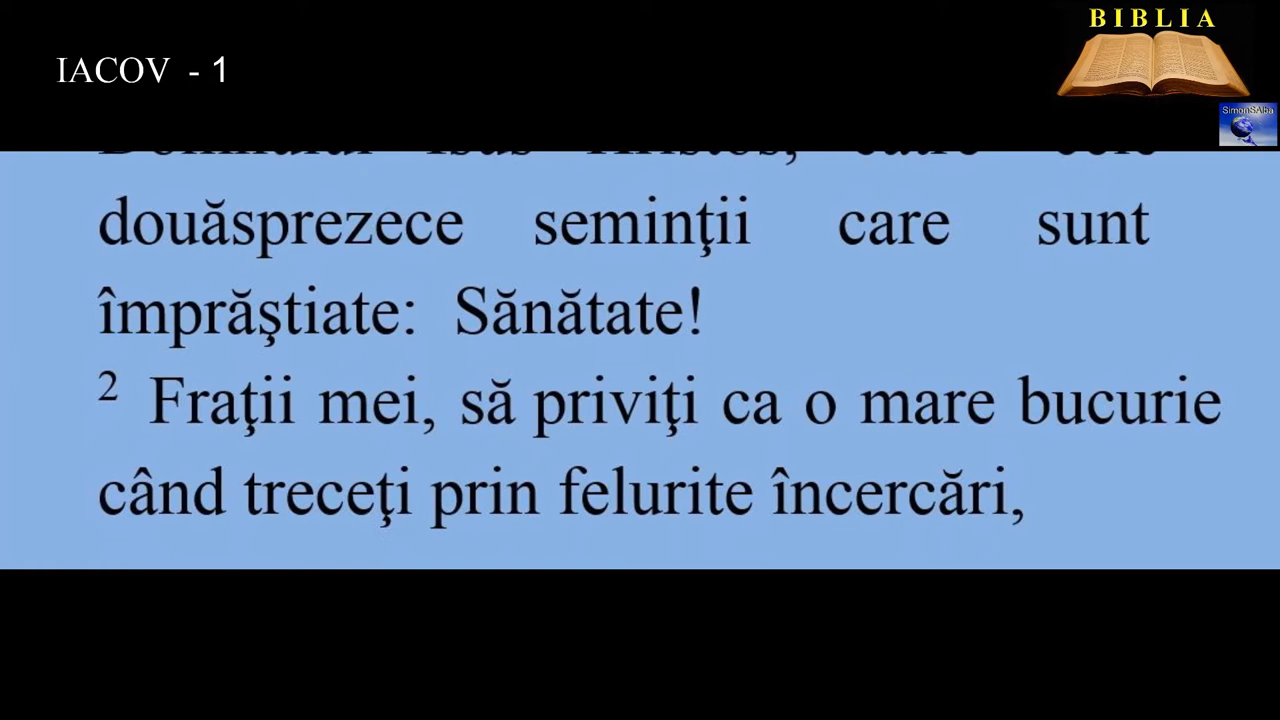 BIBLIA
IACOV - 1
SimonSAlba
douăsprezece seminţii care sunt
împrăştiate: Sănătate!
2 Fraţii mei, să priviţi ca o mare bucurie
când treceţi prin felurite încercări,